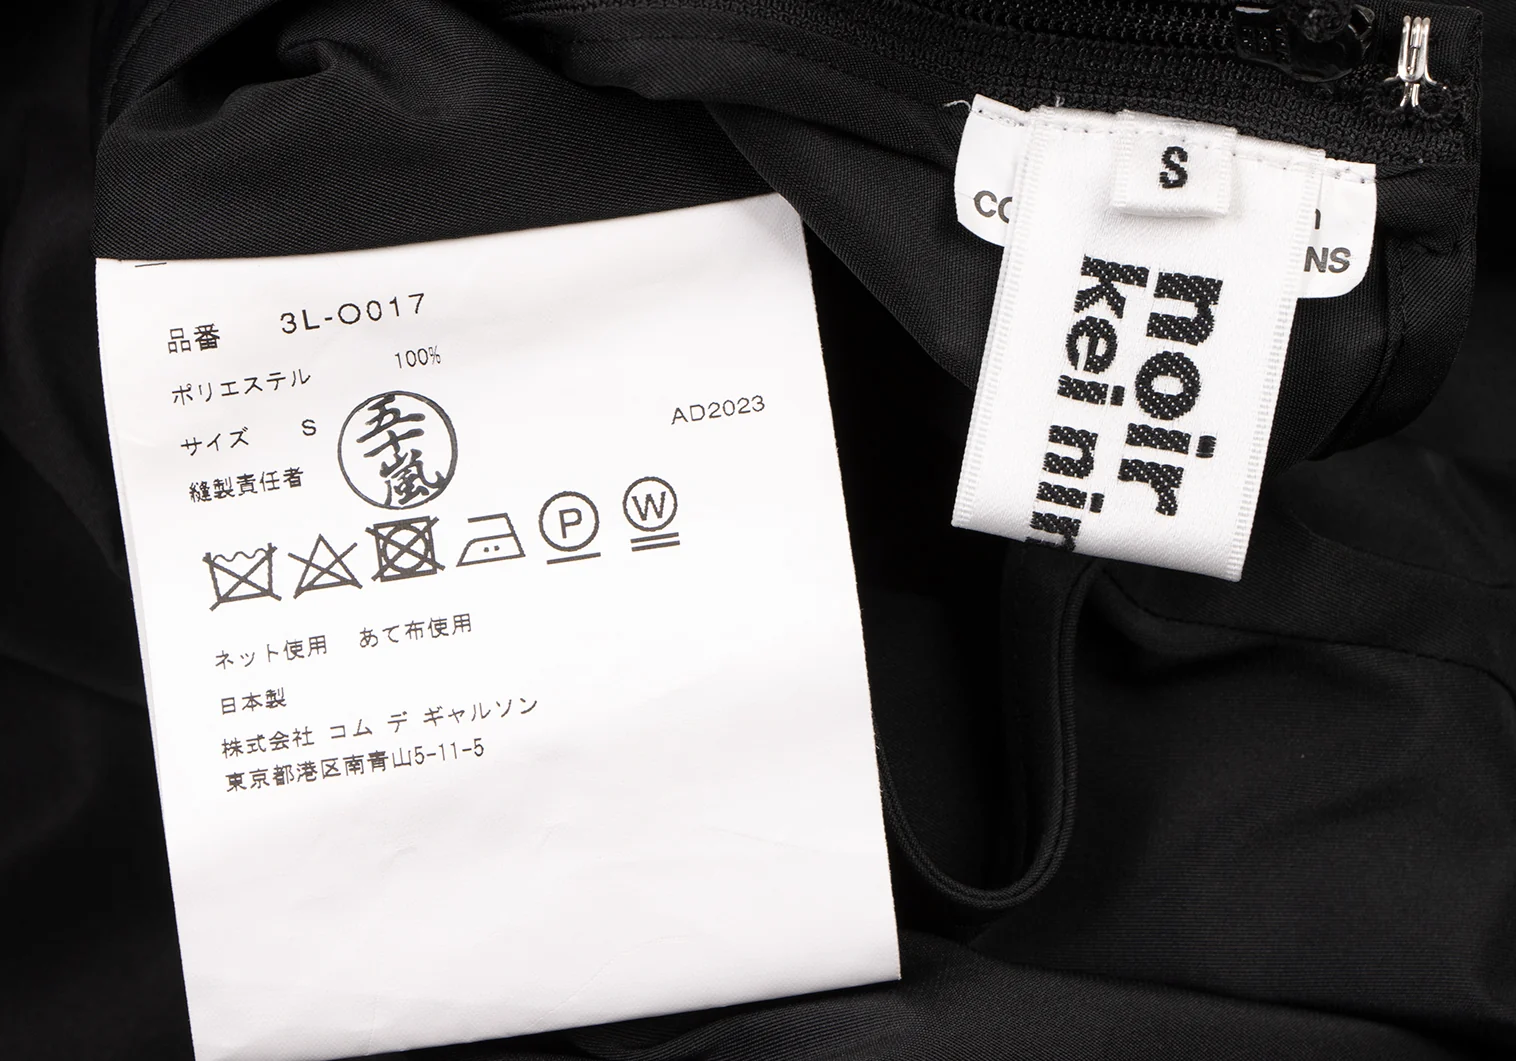 品番 3L-O017
ポリエステル 100%
サイズ S
縫製責任者 五十嵐
AD2023
P W
ネット使用 あて布使用
日本製
株式会社 コム デ ギャルソン
東京都港区南青山5-11-5
S
noir
kei nin
CO
NS